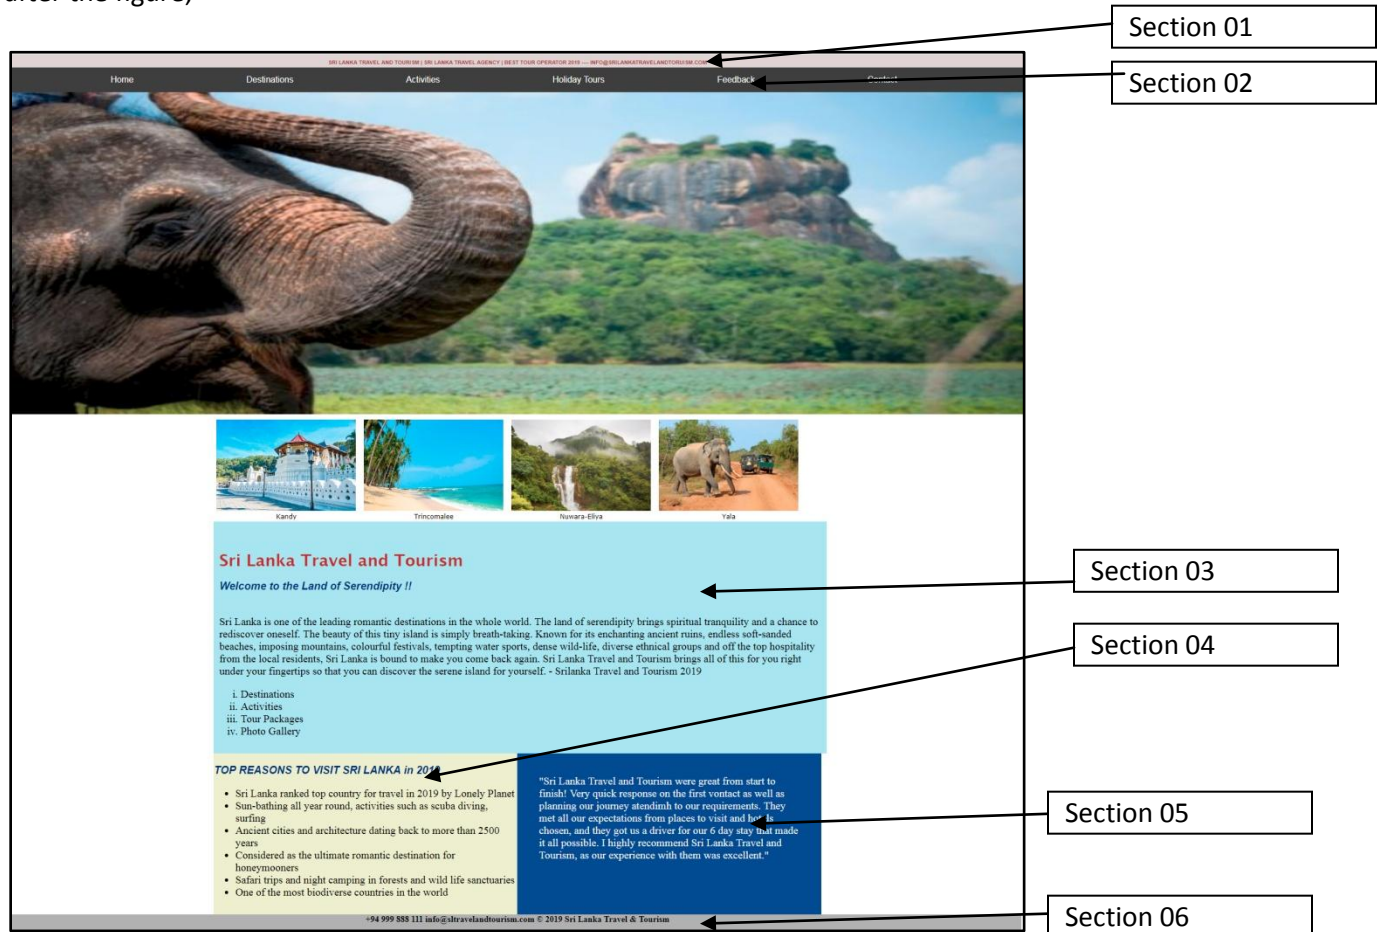 after the figure)
Section 01
SRI LANKA TRAVEL AND TOURISM | SRI LANKA TRAVEL AGENCY | BEST TOUR OPERATOR 2019 --- INFO@SRILANKATRAVELANDTORUISM.COM
Home Destinations Activities Holiday Tours Feedback Contact
Section 02
Kandy Trincomalee Nuwara-Eliya Yala
Sri Lanka Travel and Tourism
Section 03
Welcome to the Land of Serendipity !!
Sri Lanka is one of the leading romantic destinations in the whole world. The land of serendipity brings spiritual tranquility and a chance to
rediscover oneself. The beauty of this tiny island is simply breath-taking. Known for its enchanting ancient ruins, endless soft-sanded
beaches, imposing mountains, colourful festivals, tempting water sports, dense wild-life, diverse ethnical groups and off the top hospitality
from the local residents, Sri Lanka is bound to make you come back again. Sri Lanka Travel and Tourism brings all of this for you right
under your fingertips so that you can discover the serene island for yourself. - Srilanka Travel and Tourism 2019
Section 04
i. Destinations
ii. Activities
iii. Tour Packages
iv. Photo Gallery
TOP REASONS TO VISIT SRI LANKA in 2019
• Sri Lanka ranked top country for travel in 2019 by Lonely Planet
• Sun-bathing all year round, activities such as scuba diving,
surfing
• Ancient cities and architecture dating back to more than 2500
years
• Considered as the ultimate romantic destination for
honeymooners
• Safari trips and night camping in forests and wild life sanctuaries
• One of the most biodiverse countries in the world
"Sri Lanka Travel and Tourism were great from start to
finish! Very quick response on the first vontact as well as
planning our journey atendimh to our requirements. They
met all our expectations from places to visit and hotels
chosen, and they got us a driver for our 6 day stay that made
it all possible. I highly recommend Sri Lanka Travel and
Tourism, as our experience with them was excellent."
Section 05
+94 999 888 111 info@sltravelandtourism.com © 2019 Sri Lanka Travel & Tourism
Section 06